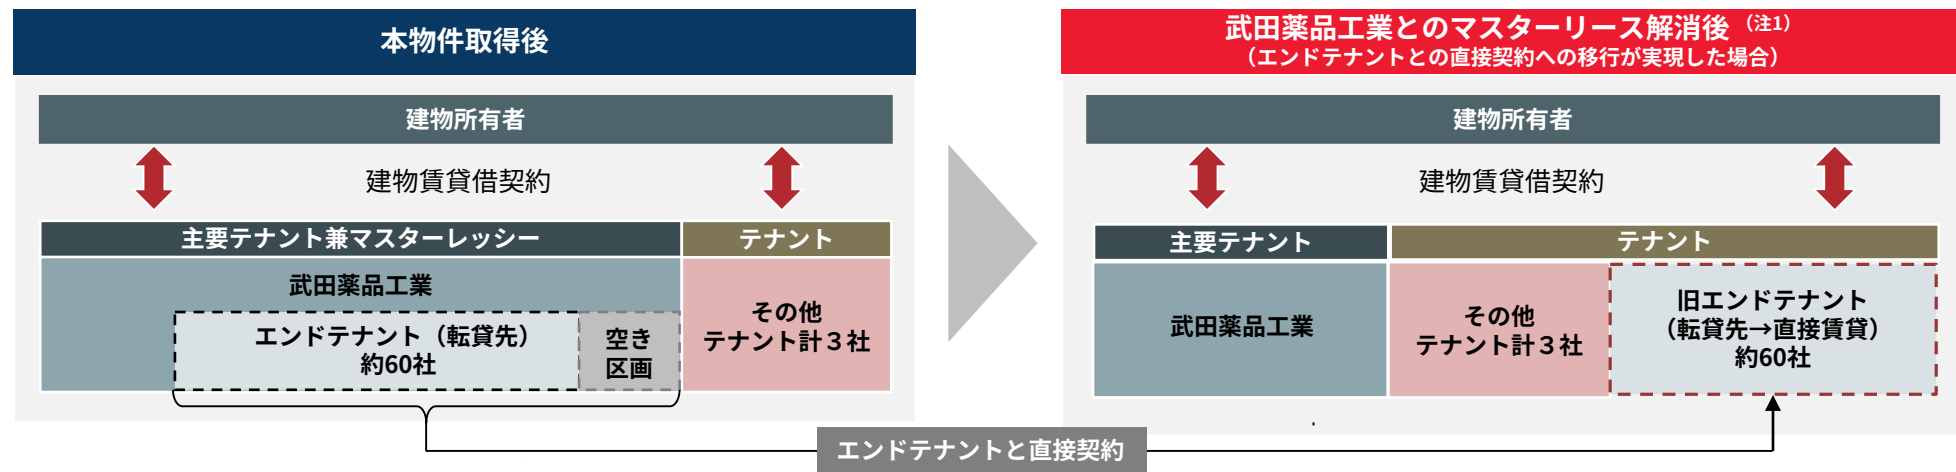 本物件取得後
建物所有者
建物賃貸借契約
主要テナント兼マスターレッシー
テナント
武田薬品工業
エンドテナント（転貸先）
約60社
空き
区画
その他
テナント計３社
武田薬品工業とのマスターリース解消後（注1）
（エンドテナントとの直接契約への移行が実現した場合）
建物所有者
建物賃貸借契約
主要テナント
テナント
武田薬品工業
その他
テナント計３社
旧エンドテナント
（転貸先→直接賃貸）
約60社
エンドテナントと直接契約